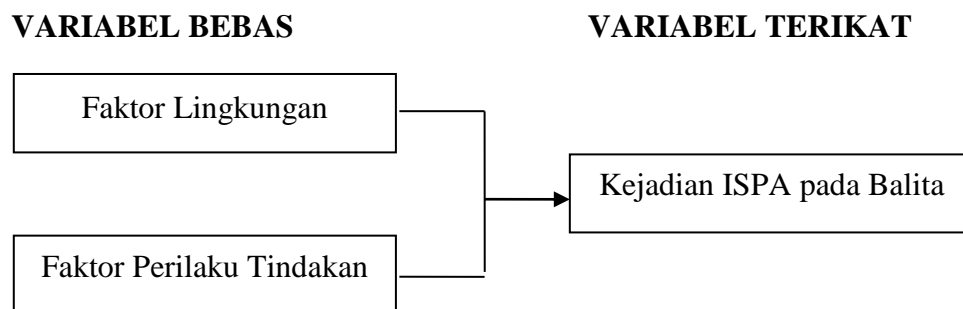 VARIABEL BEBAS
VARIABEL TERIKAT
Faktor Lingkungan
Kejadian ISPA pada Balita
Faktor Perilaku Tindakan